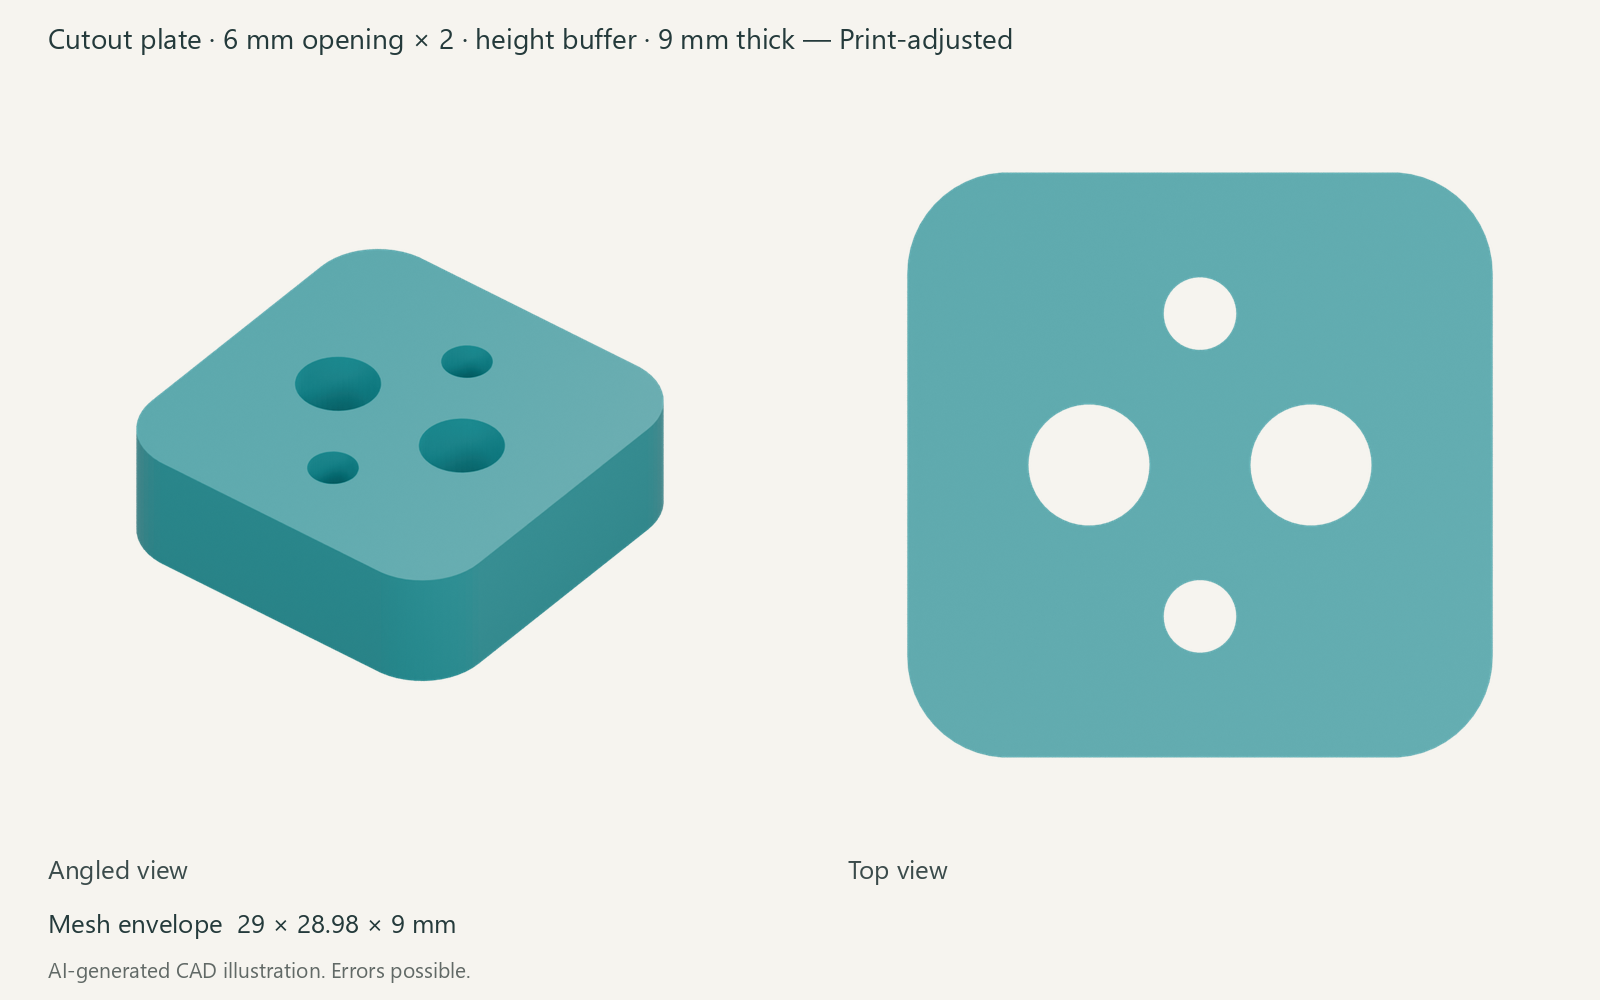 Cutout plate · 6 mm opening × 2 · height buffer · 9 mm thick — Print-adjusted
Angled view
Top view
Mesh envelope  29 × 28.98 × 9 mm
AI-generated CAD illustration. Errors possible.